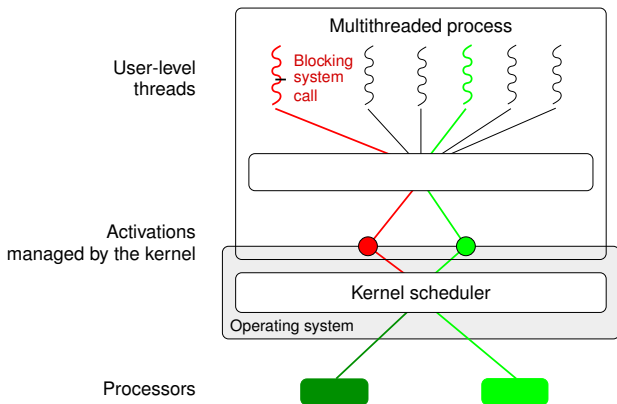 Multithreaded process
User-level
threads
Blocking
system
call
Activations
managed by the kernel
Kernel scheduler
Operating system
Processors